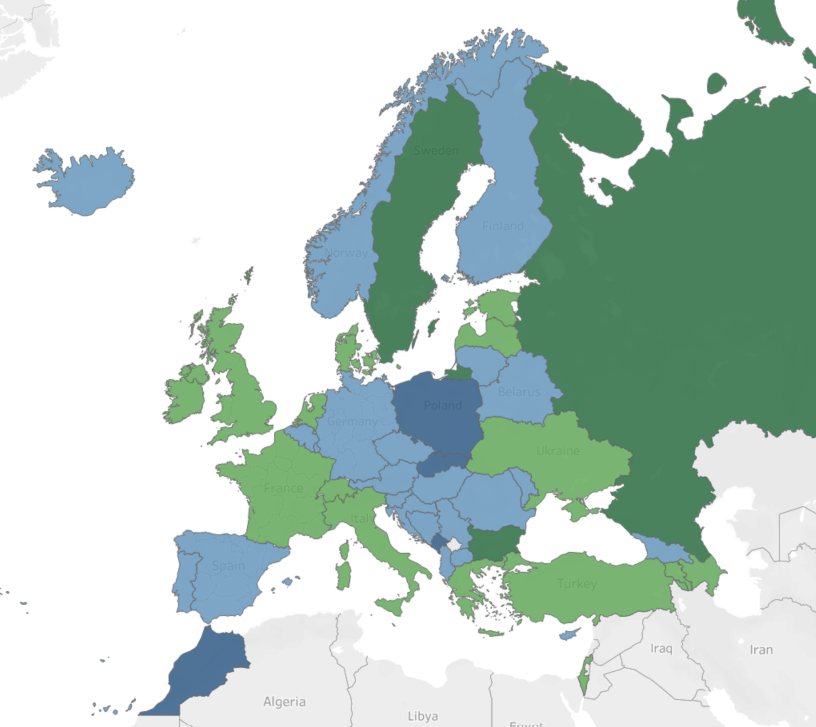 Sweden
Finland
Norway
Belarus
Poland
Germany
Ukraine
France
Spain
Turkey
Iraq
Iran
Algeria
Libya